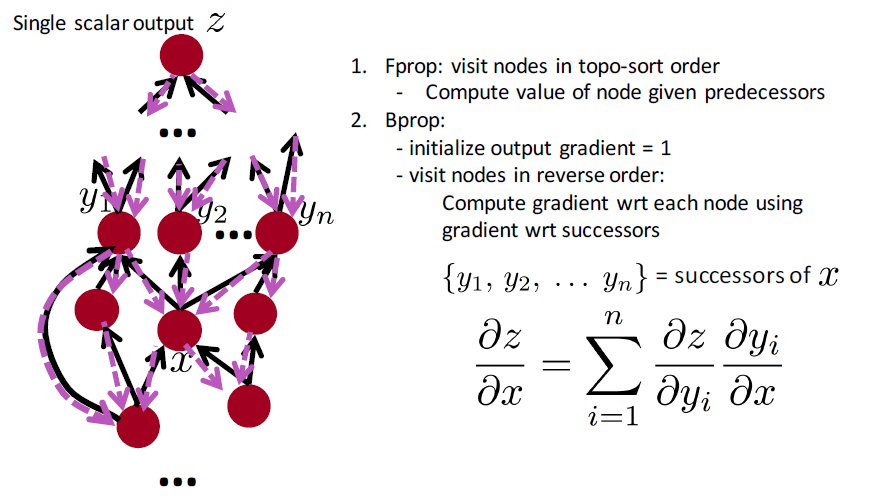 Single scalar output z
1. Fprop: visit nodes in topo-sort order
- Compute value of node given predecessors
2. Bprop:
- initialize output gradient = 1
- visit nodes in reverse order:
Compute gradient wrt each node using
gradient wrt successors
{y₁, y₂, … yₙ} = successors of x
∂z/∂x = ∑ᵢ₌₁ⁿ ∂z/∂yᵢ ∂yᵢ/∂x
...
y₁ y₂ ... yₙ
x
...